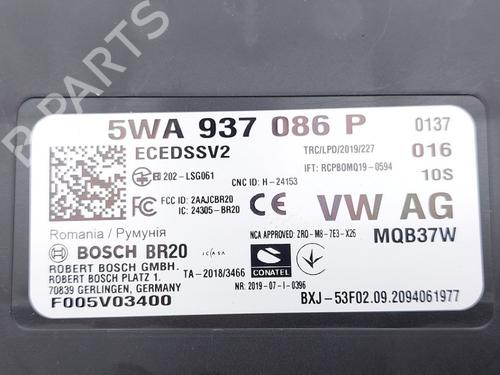 5WA 937 086 P 0137
ECEDSSV2 TRC/LPD/2019/227 016
202-LSG061 IFT: RCPBOMQ19-0594 10S
CNC ID: H-24153
FCC ID: 2AAJCBR20
IC: 24305-BR20 CE VW AG
Romania / Румуния NCA APPROVED: ZRO-M8-7E3-X26 MQB37W
BOSCH BR20 ICASA
ROBERT BOSCH GMBH. TA-2018/3466 CONATEL
ROBERT BOSCH PLATZ 1.
70839 GERLINGEN, GERMANY NR: 2019-07-I-0396
F005V03400 BXJ-53F02.09.2094061977
B PARTS